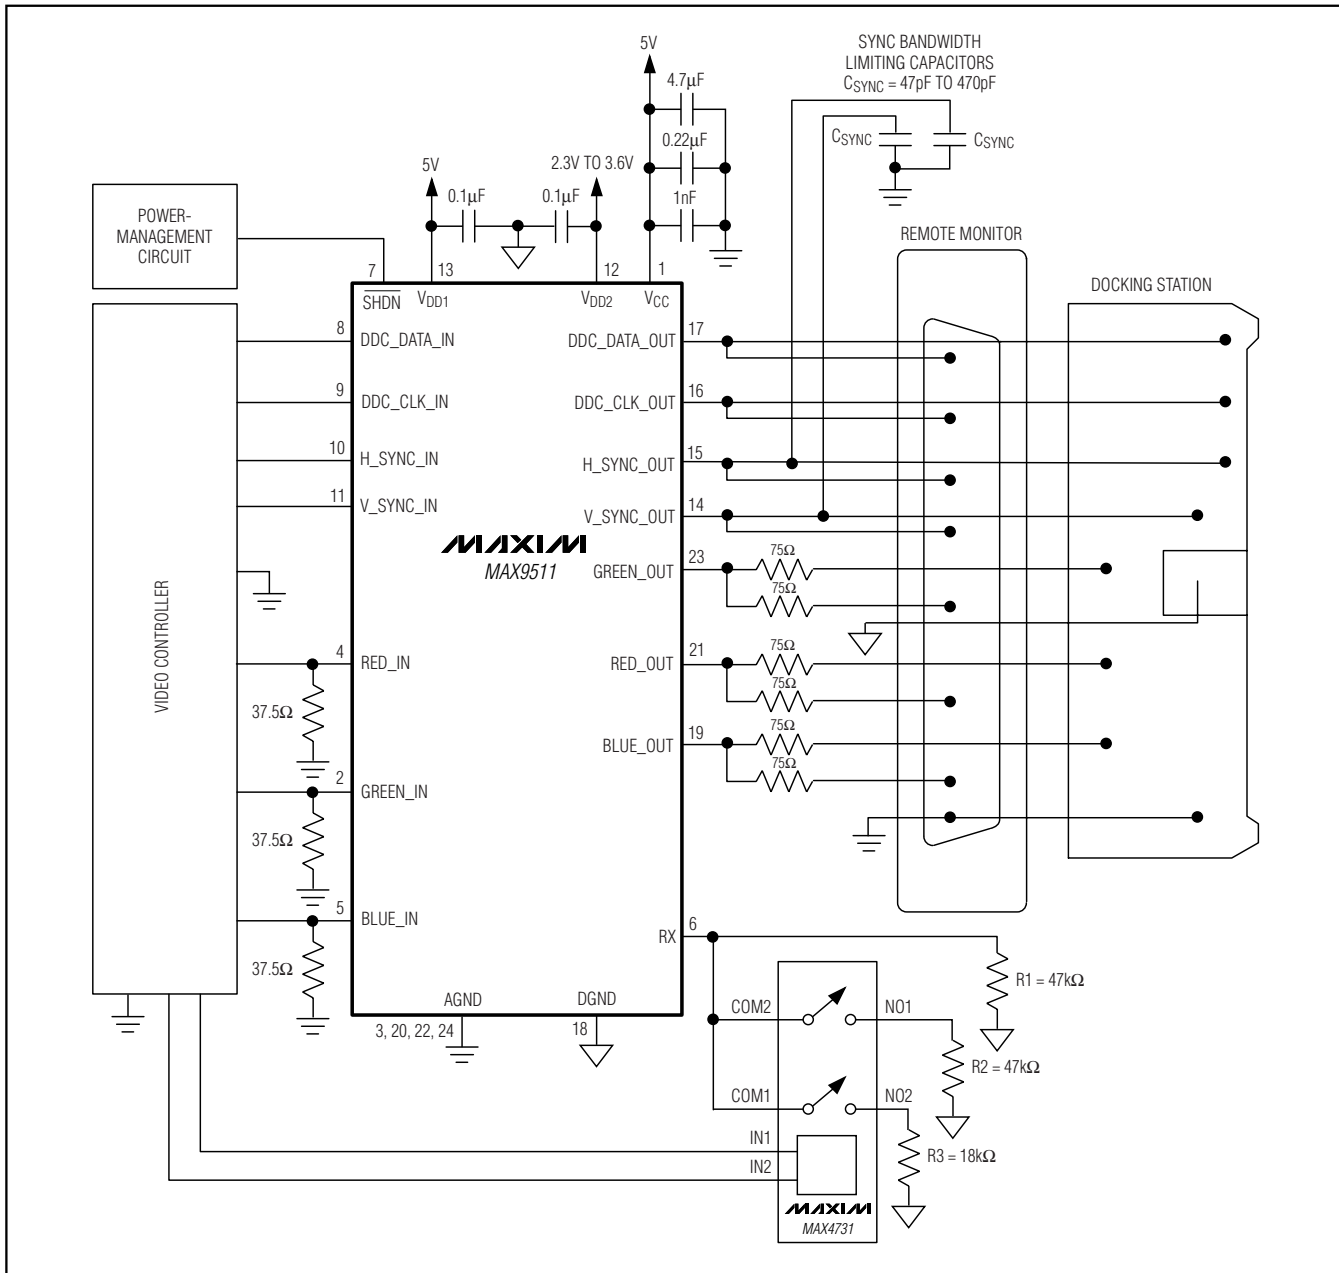 SYNC BANDWIDTH
LIMITING CAPACITORS
CSYNC = 47pF TO 470pF
5V
4.7µF
0.22µF
1nF
CSYNC
CSYNC
5V
0.1µF
0.1µF
2.3V TO 3.6V
POWER-
MANAGEMENT
CIRCUIT
REMOTE MONITOR
DOCKING STATION
7
13
12
1
SHDN
VDD1
VDD2
VCC
8
DDC_DATA_IN
DDC_DATA_OUT
17
9
DDC_CLK_IN
DDC_CLK_OUT
16
10
H_SYNC_IN
H_SYNC_OUT
15
11
V_SYNC_IN
V_SYNC_OUT
14
MAXIM
MAX9511
GREEN_OUT
23
75Ω
75Ω
VIDEO CONTROLLER
4
RED_IN
RED_OUT
21
75Ω
75Ω
37.5Ω
BLUE_OUT
19
75Ω
75Ω
2
GREEN_IN
37.5Ω
5
BLUE_IN
37.5Ω
RX
6
R1 = 47kΩ
AGND
DGND
3, 20, 22, 24
18
COM2
NO1
R2 = 47kΩ
COM1
NO2
R3 = 18kΩ
IN1
IN2
MAXIM
MAX4731